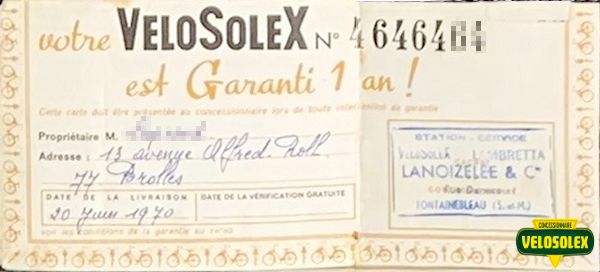 votre VELOSOLEX N° 46464
est Garanti 1 an !
Cette carte doit être présentée au concessionnaire lors de toute intervention de garantie
Propriétaire M.
Adresse : 13 avenue Alfred Roll
77 Brolles
DATE DE LA LIVRAISON
20 Juin 1970
DATE DE LA VÉRIFICATION GRATUITE
voir les conditions de la garantie au verso
STATION - SERVICE
VELOSOLEX LAMBRETTA
LANOIZELÉE & Cie
Rue
FONTAINEBLEAU (S.-et-M.)
CONCESSIONNAIRE
VELOSOLEX